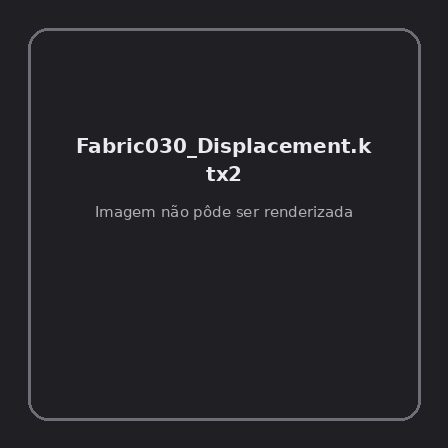 Fabric030_Displacement.k
tx2
Imagem não pôde ser renderizada